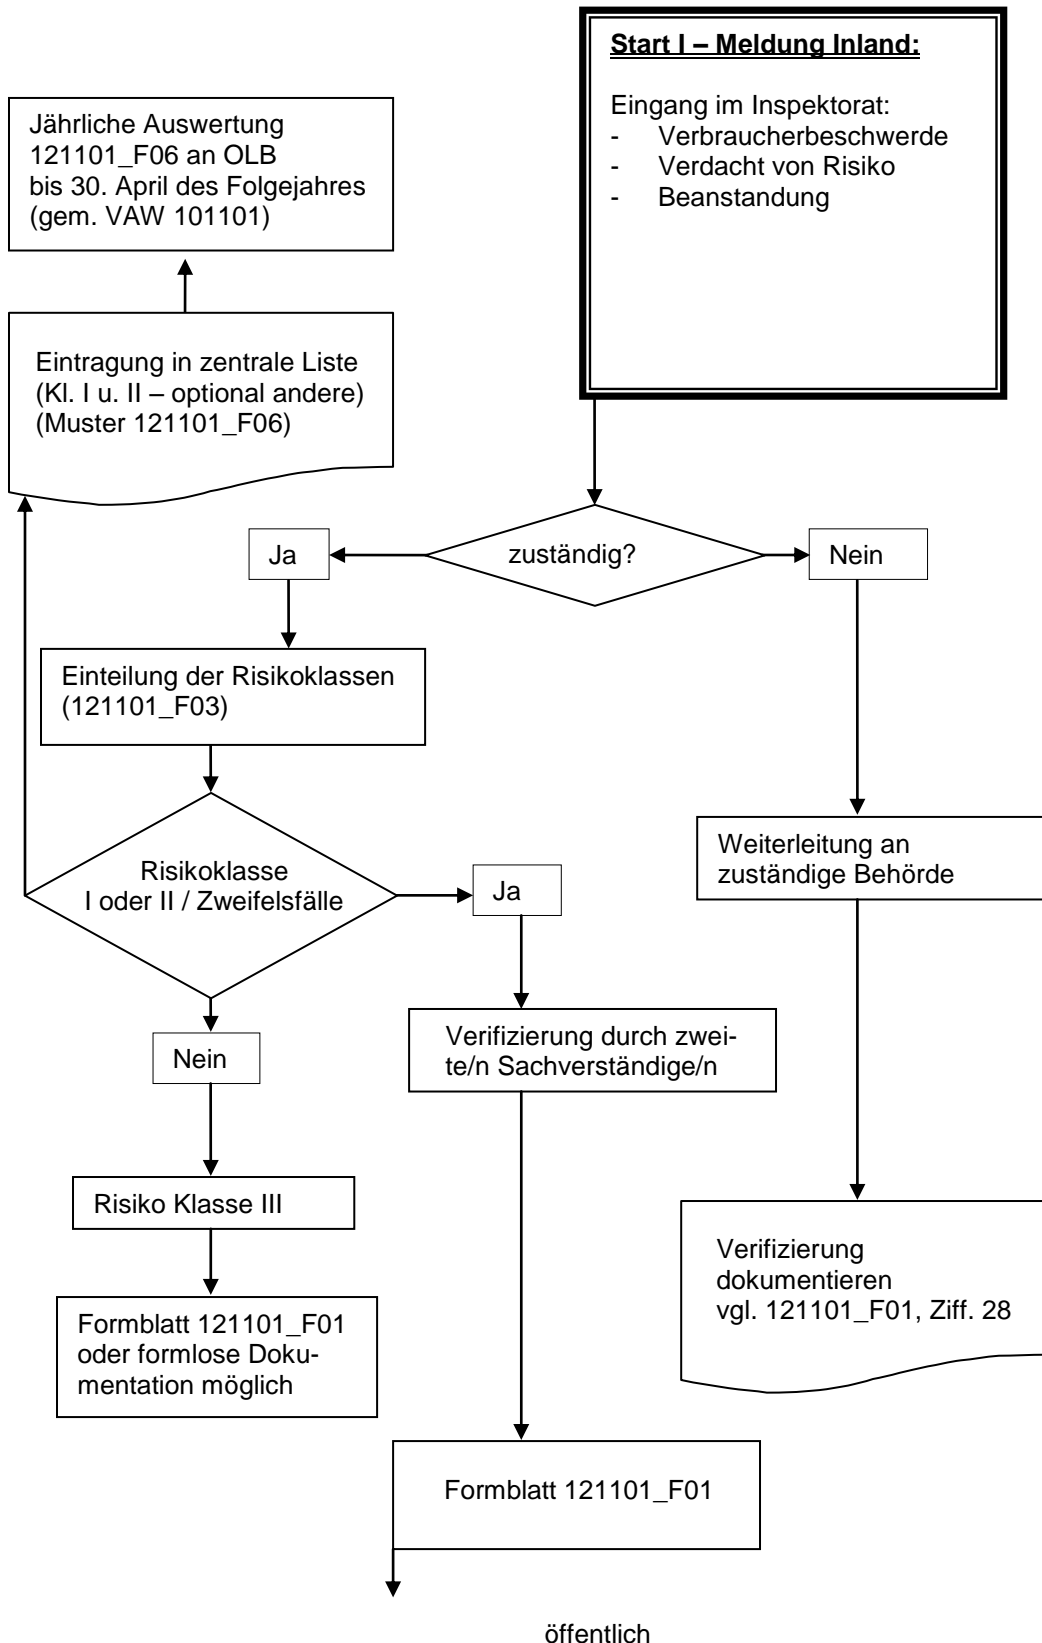 Start I – Meldung Inland:
Eingang im Inspektorat:
- Verbraucherbeschwerde
- Verdacht von Risiko
- Beanstandung
Jährliche Auswertung
121101_F06 an OLB
bis 30. April des Folgejahres
(gem. VAW 101101)
Eintragung in zentrale Liste
(Kl. I u. II – optional andere)
(Muster 121101_F06)
Ja
zuständig?
Nein
Einteilung der Risikoklassen
(121101_F03)
Risikoklasse
I oder II / Zweifelsfälle
Ja
Weiterleitung an
zuständige Behörde
Nein
Verifizierung durch zwei-
te/n Sachverständige/n
Risiko Klasse III
Verifizierung
dokumentieren
vgl. 121101_F01, Ziff. 28
Formblatt 121101_F01
oder formlose Doku-
mentation möglich
Formblatt 121101_F01
öffentlich